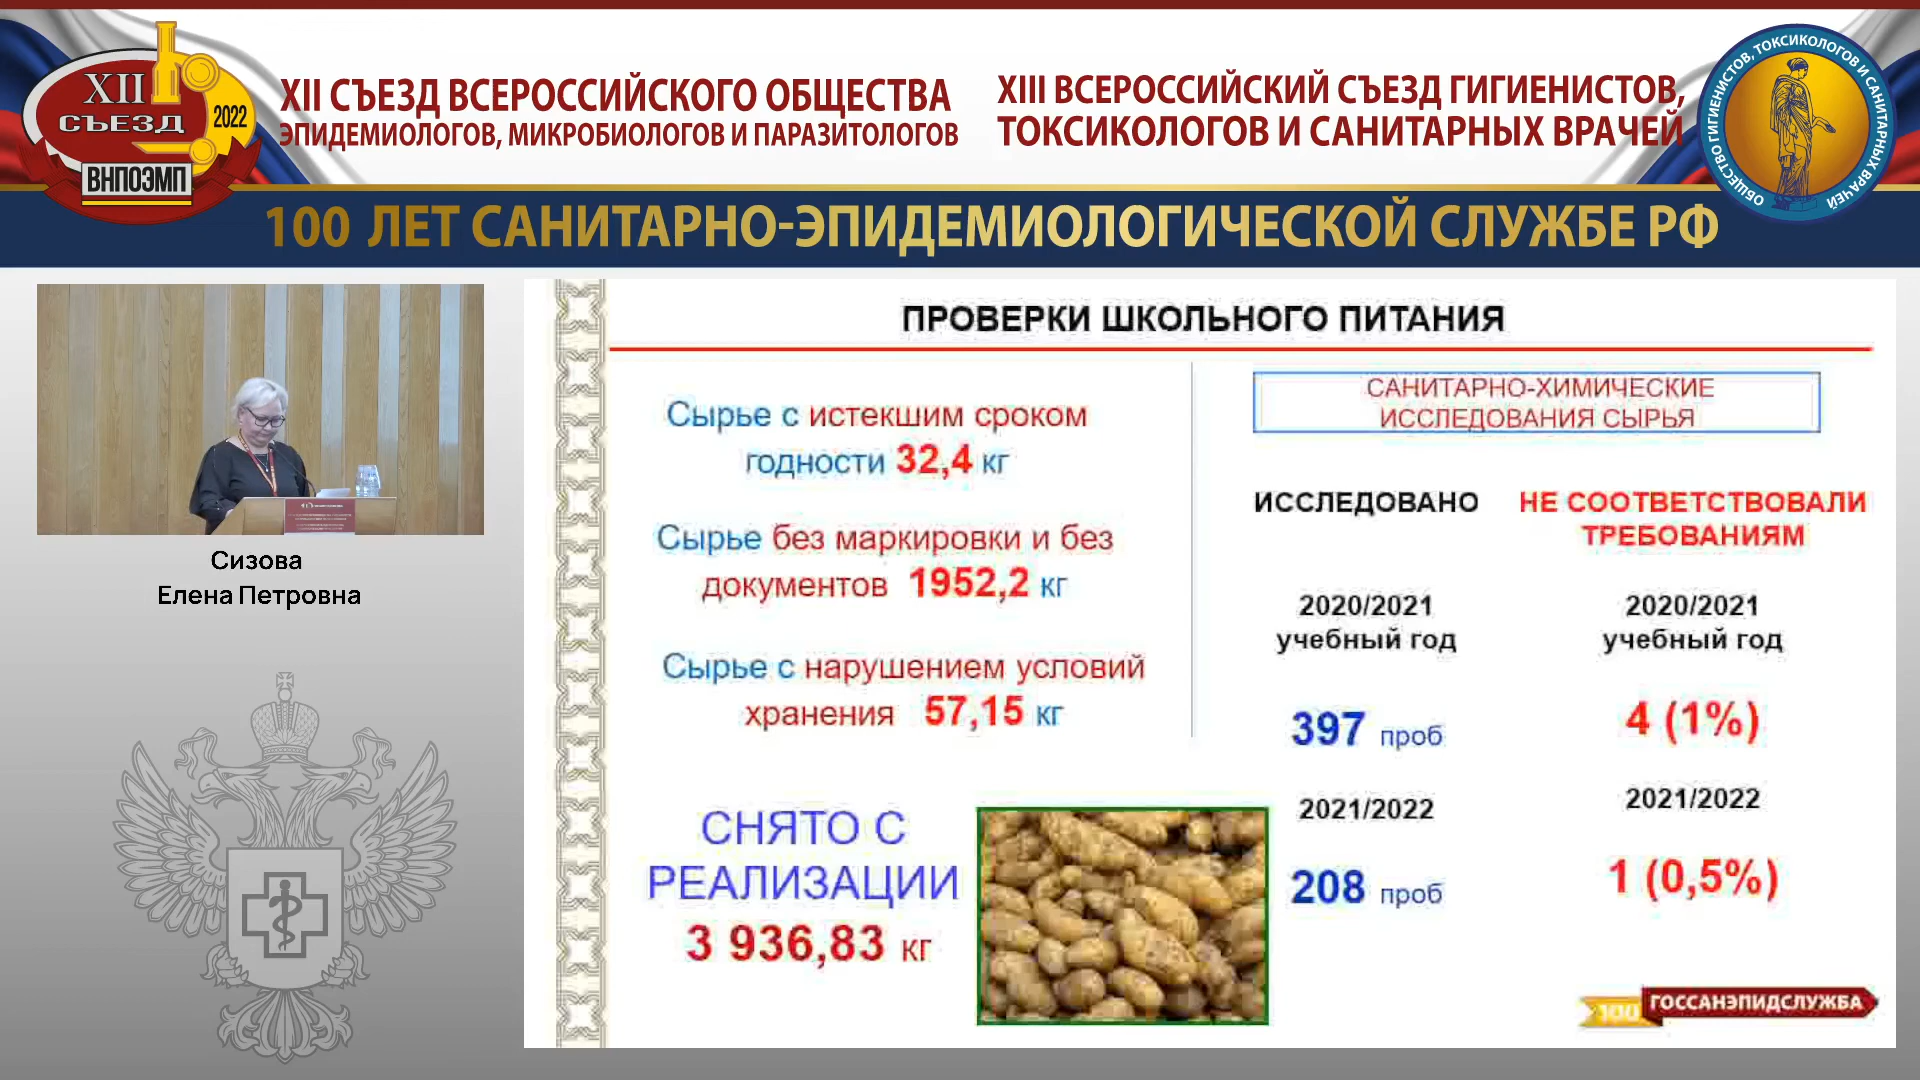 XII
СЪЕЗД
2022
ВНПОЭМП
XII СЪЕЗД ВСЕРОССИЙСКОГО ОБЩЕСТВА
ЭПИДЕМИОЛОГОВ, МИКРОБИОЛОГОВ И ПАРАЗИТОЛОГОВ
XIII ВСЕРОССИЙСКИЙ СЪЕЗД ГИГИЕНИСТОВ,
ТОКСИКОЛОГОВ И САНИТАРНЫХ ВРАЧЕЙ
ОБЩЕСТВО ГИГИЕНИСТОВ, ТОКСИКОЛОГОВ И САНИТАРНЫХ ВРАЧЕЙ
100 ЛЕТ САНИТАРНО-ЭПИДЕМИОЛОГИЧЕСКОЙ СЛУЖБЕ РФ
Сизова
Елена Петровна
ПРОВЕРКИ ШКОЛЬНОГО ПИТАНИЯ
Сырье с истекшим сроком
годности 32,4 кг
Сырье без маркировки и без
документов 1952,2 кг
Сырье с нарушением условий
хранения 57,15 кг
СНЯТО С
РЕАЛИЗАЦИИ
3 936,83 кг
САНИТАРНО-ХИМИЧЕСКИЕ
ИССЛЕДОВАНИЯ СЫРЬЯ
ИССЛЕДОВАНО
2020/2021
учебный год
397 проб
2021/2022
208 проб
НЕ СООТВЕТСТВОВАЛИ
ТРЕБОВАНИЯМ
2020/2021
учебный год
4 (1%)
2021/2022
1 (0,5%)
100 ГОССАНЭПИДСЛУЖБА